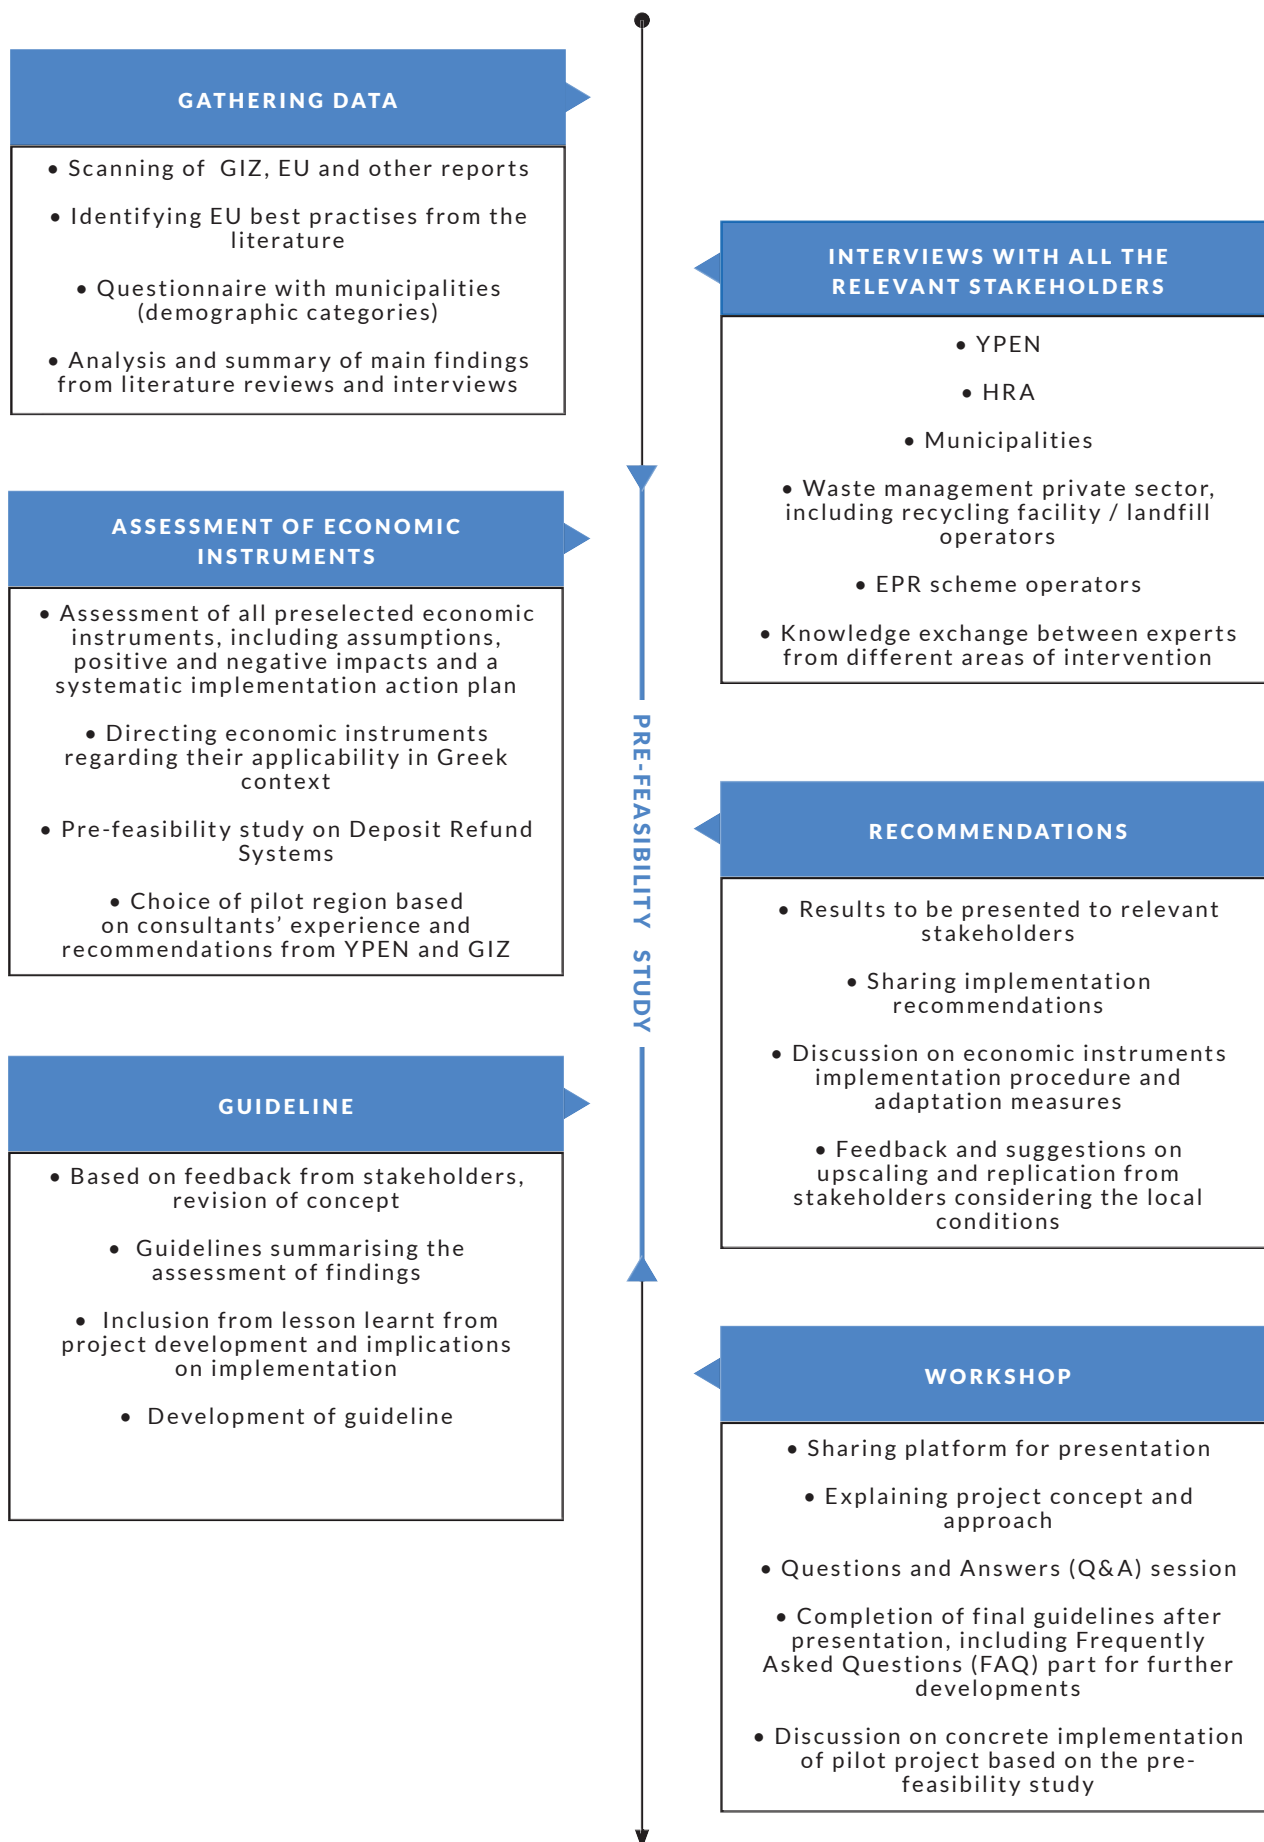 GATHERING DATA
• Scanning of GIZ, EU and other reports
• Identifying EU best practises from the
literature
• Questionnaire with municipalities
(demographic categories)
• Analysis and summary of main findings
from literature reviews and interviews
INTERVIEWS WITH ALL THE
RELEVANT STAKEHOLDERS
• YPEN
• HRA
• Municipalities
• Waste management private sector,
including recycling facility / landfill
operators
• EPR scheme operators
• Knowledge exchange between experts
from different areas of intervention
ASSESSMENT OF ECONOMIC
INSTRUMENTS
• Assessment of all preselected economic
instruments, including assumptions,
positive and negative impacts and a
systematic implementation action plan
• Directing economic instruments
regarding their applicability in Greek
context
• Pre-feasibility study on Deposit Refund
Systems
• Choice of pilot region based
on consultants’ experience and
recommendations from YPEN and GIZ
PRE-FEASIBILITY STUDY
RECOMMENDATIONS
• Results to be presented to relevant
stakeholders
• Sharing implementation
recommendations
• Discussion on economic instruments
implementation procedure and
adaptation measures
• Feedback and suggestions on
upscaling and replication from
stakeholders considering the local
conditions
GUIDELINE
• Based on feedback from stakeholders,
revision of concept
• Guidelines summarising the
assessment of findings
• Inclusion from lesson learnt from
project development and implications
on implementation
• Development of guideline
WORKSHOP
• Sharing platform for presentation
• Explaining project concept and
approach
• Questions and Answers (Q&A) session
• Completion of final guidelines after
presentation, including Frequently
Asked Questions (FAQ) part for further
developments
• Discussion on concrete implementation
of pilot project based on the pre-
feasibility study